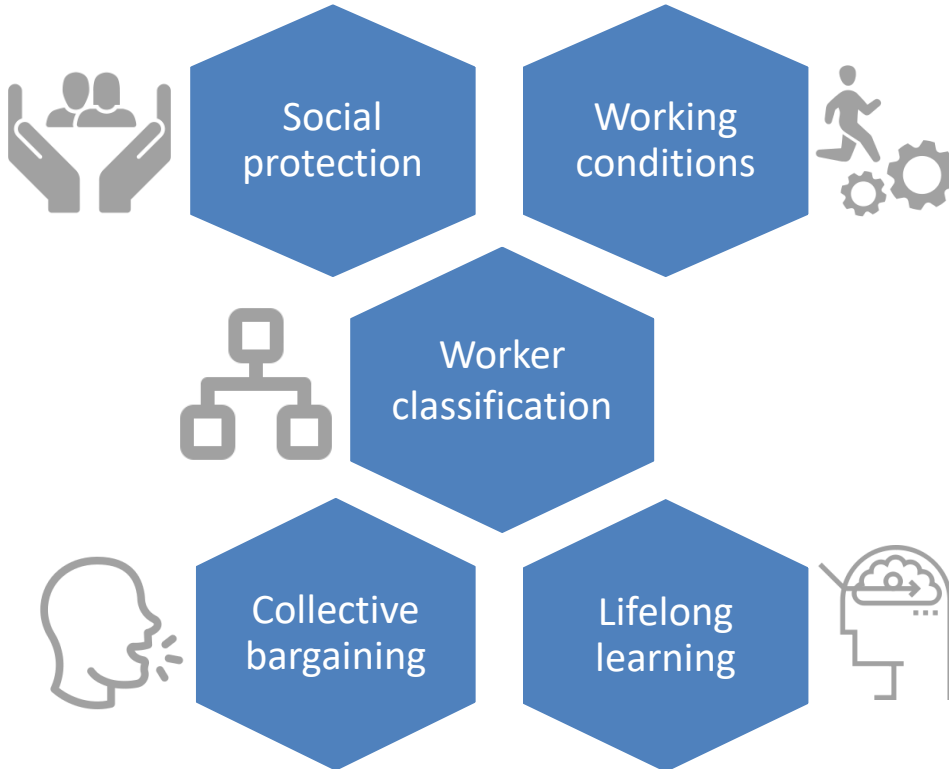 Social
protection
Working
conditions
Worker
classification
Collective
bargaining
Lifelong
learning